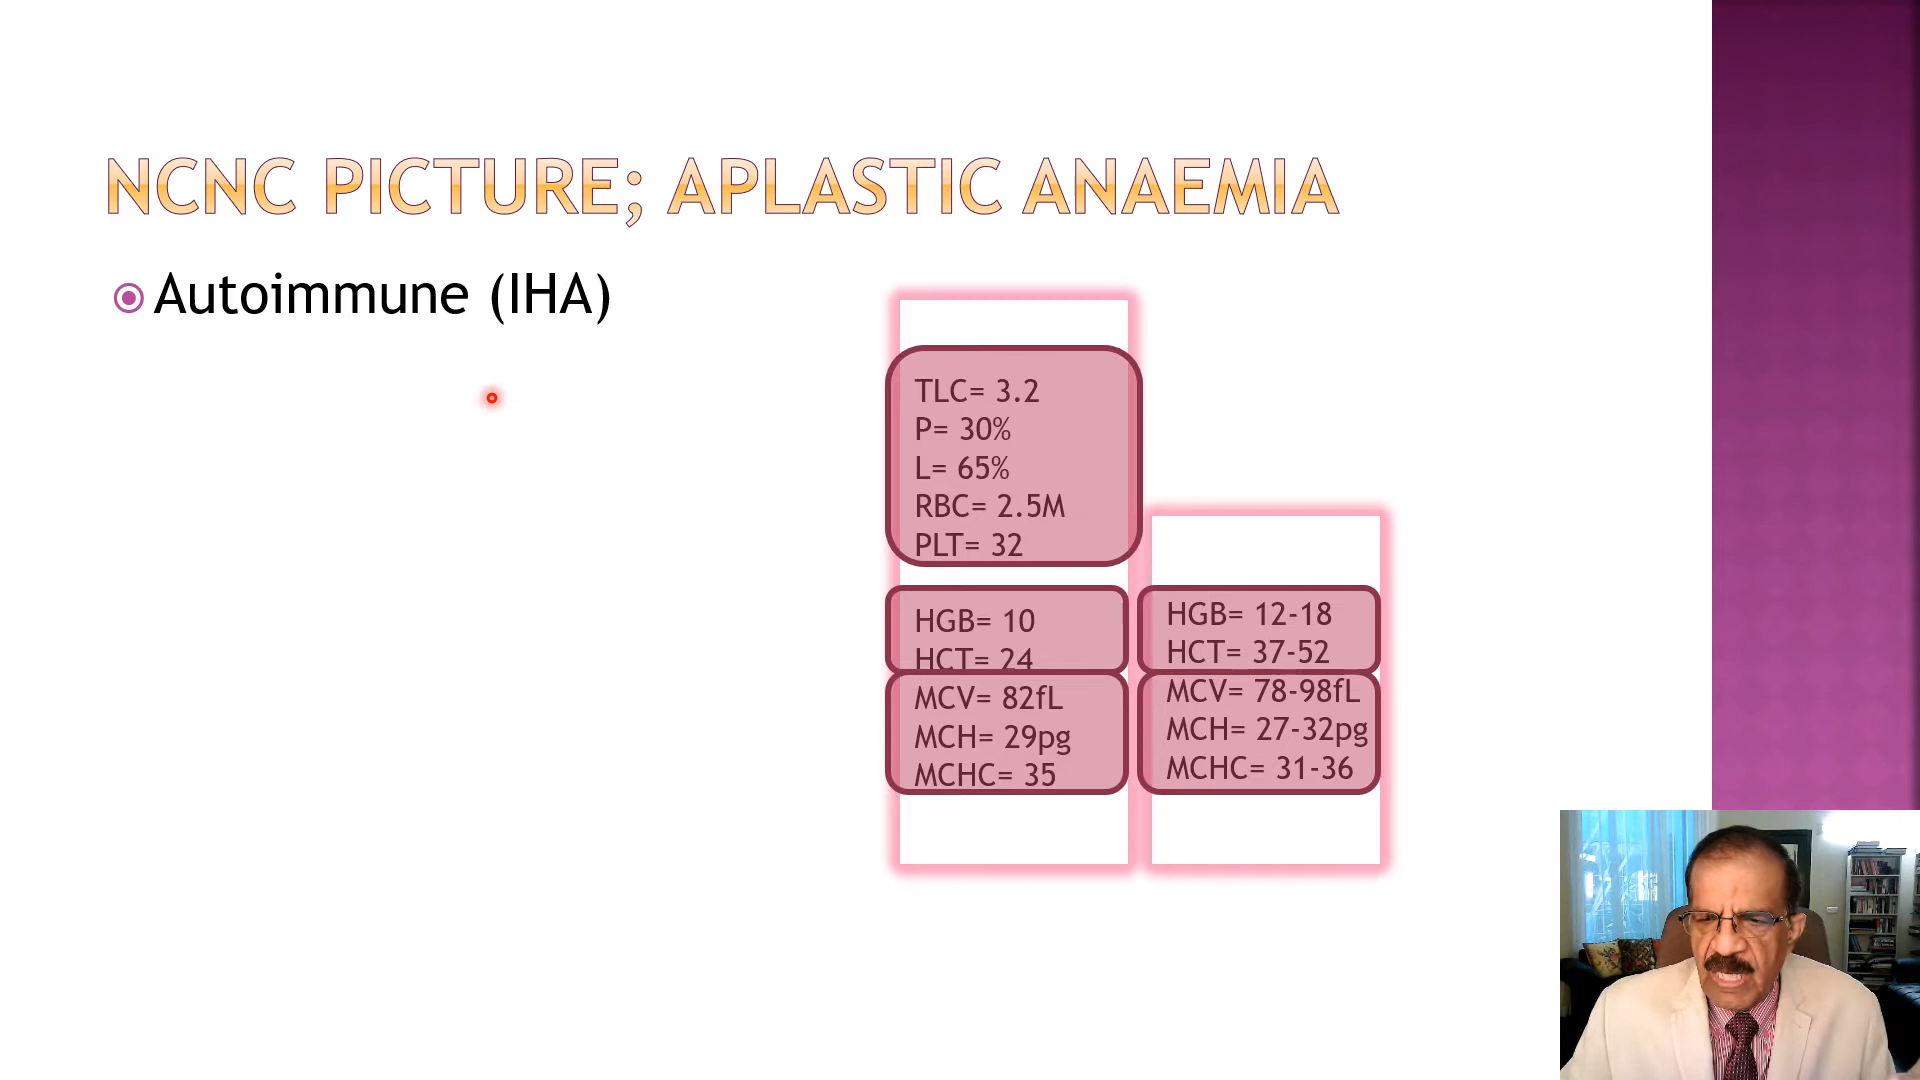 NCNC PICTURE; APLASTIC ANAEMIA
Autoimmune (IHA)
TLC= 3.2
P= 30%
L= 65%
RBC= 2.5M
PLT= 32
HGB= 10
HCT= 24
MCV= 82fL
MCH= 29pg
MCHC= 35
HGB= 12-18
HCT= 37-52
MCV= 78-98fL
MCH= 27-32pg
MCHC= 31-36